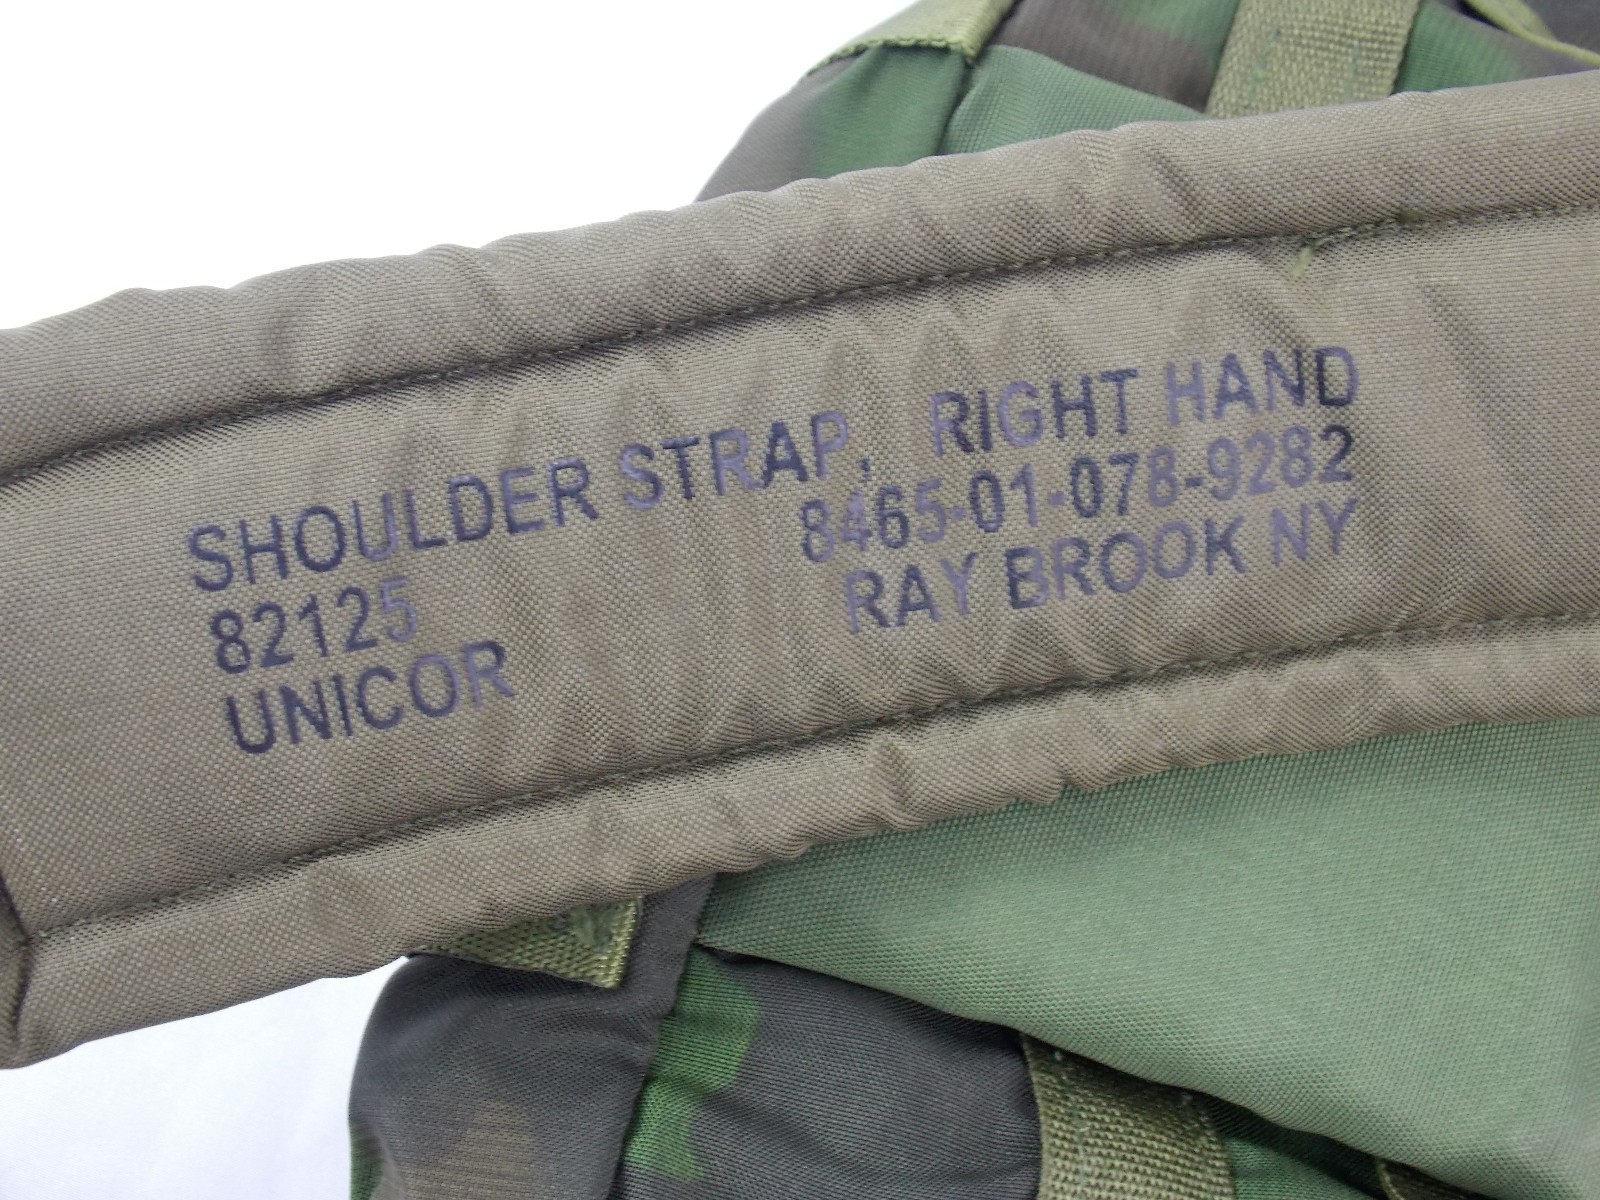 SHOULDER STRAP, RIGHT HAND
82125 8465-01-078-9282
UNICOR RAY BROOK NY